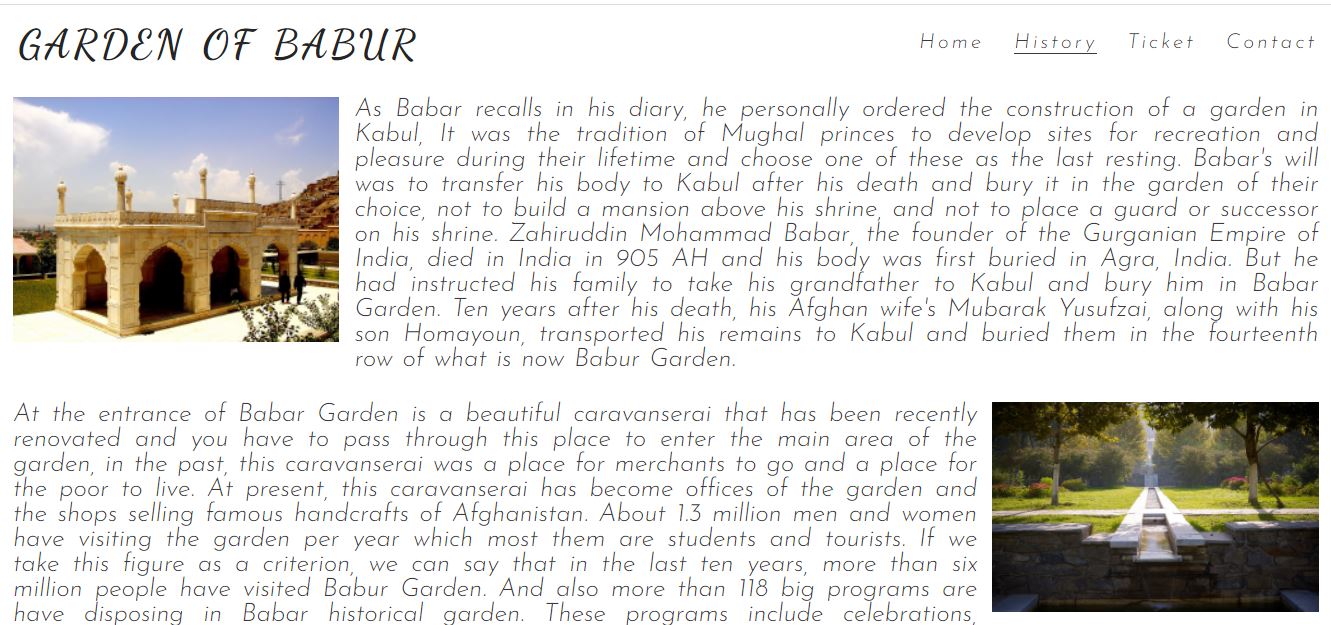 GARDEN OF BABUR
Home History Ticket Contact
As Babar recalls in his diary, he personally ordered the construction of a garden in
Kabul, It was the tradition of Mughal princes to develop sites for recreation and
pleasure during their lifetime and choose one of these as the last resting. Babar's will
was to transfer his body to Kabul after his death and bury it in the garden of their
choice, not to build a mansion above his shrine, and not to place a guard or successor
on his shrine. Zahiruddin Mohammad Babar, the founder of the Gurganian Empire of
India, died in India in 905 AH and his body was first buried in Agra, India. But he
had instructed his family to take his grandfather to Kabul and bury him in Babar
Garden. Ten years after his death, his Afghan wife's Mubarak Yusufzai, along with his
son Homayoun, transported his remains to Kabul and buried them in the fourteenth
row of what is now Babur Garden.
At the entrance of Babar Garden is a beautiful caravanserai that has been recently
renovated and you have to pass through this place to enter the main area of the
garden, in the past, this caravanserai was a place for merchants to go and a place for
the poor to live. At present, this caravanserai has become offices of the garden and
the shops selling famous handcrafts of Afghanistan. About 1.3 million men and women
have visiting the garden per year which most them are students and tourists. If we
take this figure as a criterion, we can say that in the last ten years, more than six
million people have visited Babur Garden. And also more than 118 big programs are
have disposing in Babar historical garden. These programs include celebrations,